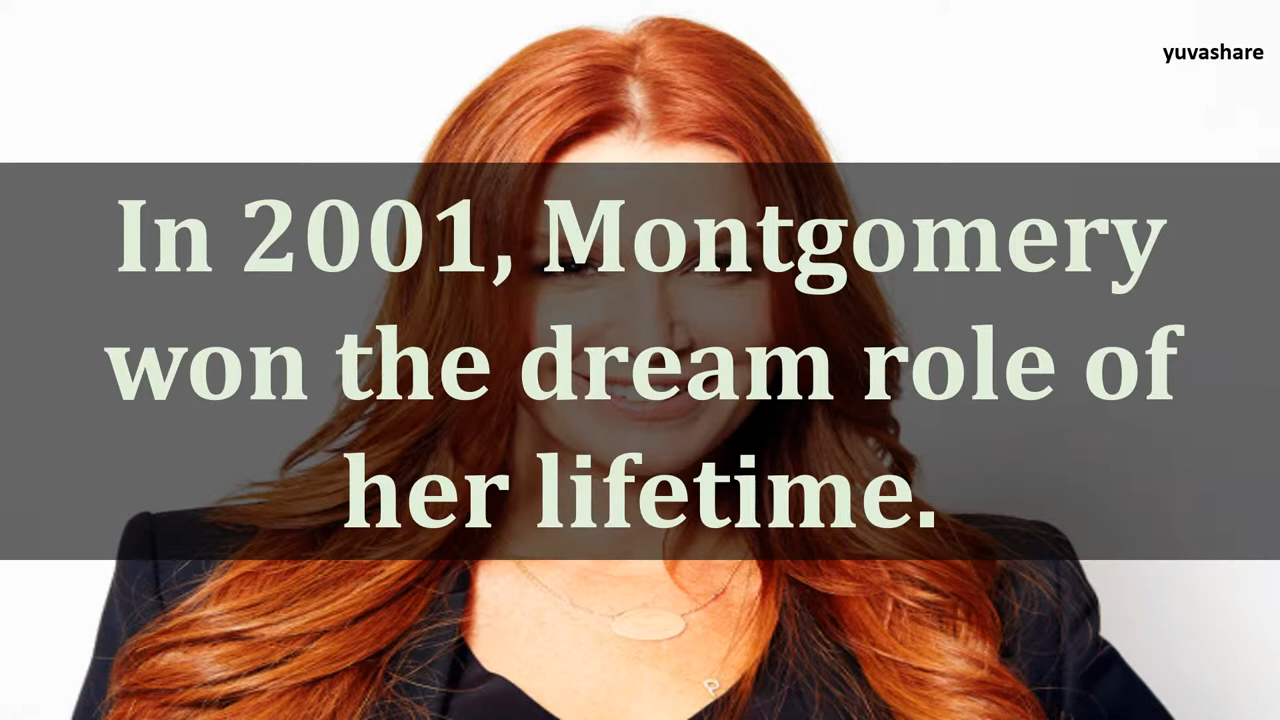 yuvashare
In 2001, Montgomery
won the dream role of
her lifetime.